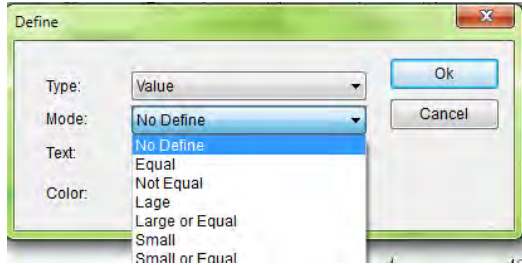 Define
Type: Value Ok
Mode: No Define Cancel
Text:
Color:
No Define
Equal
Not Equal
Lage
Large or Equal
Small
Small or Equal